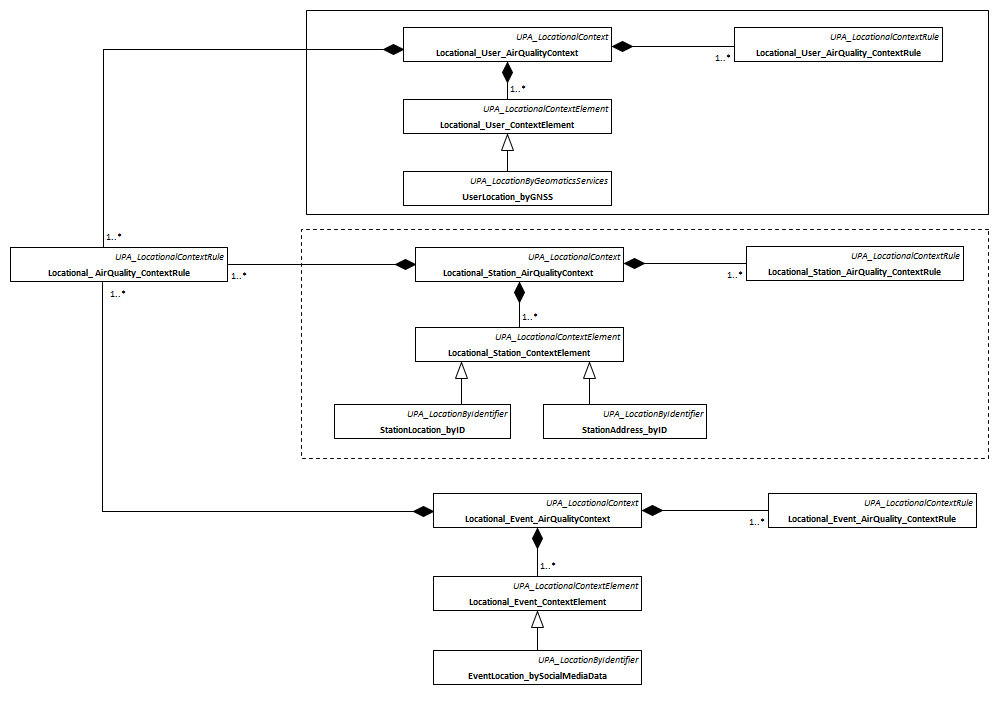 UPA_LocationalContext
Locational_User_AirQualityContext
UPA_LocationalContextRule
Locational_User_AirQuality_ContextRule
1..*
1..*
UPA_LocationalContextElement
Locational_User_ContextElement
UPA_LocationByGeomaticsServices
UserLocation_byGNSS
1..*
UPA_LocationalContextRule
Locational_ AirQuality_ContextRule
1..*
1..*
UPA_LocationalContext
Locational_Station_AirQualityContext
UPA_LocationalContextRule
Locational_Station_AirQuality_ContextRule
1..*
1..*
UPA_LocationalContextElement
Locational_Station_ContextElement
UPA_LocationByIdentifier
StationLocation_byID
UPA_LocationByIdentifier
StationAddress_byID
UPA_LocationalContext
Locational_Event_AirQualityContext
UPA_LocationalContextRule
Locational_Event_AirQuality_ContextRule
1..*
1..*
UPA_LocationalContextElement
Locational_Event_ContextElement
UPA_LocationByIdentifier
EventLocation_bySocialMediaData